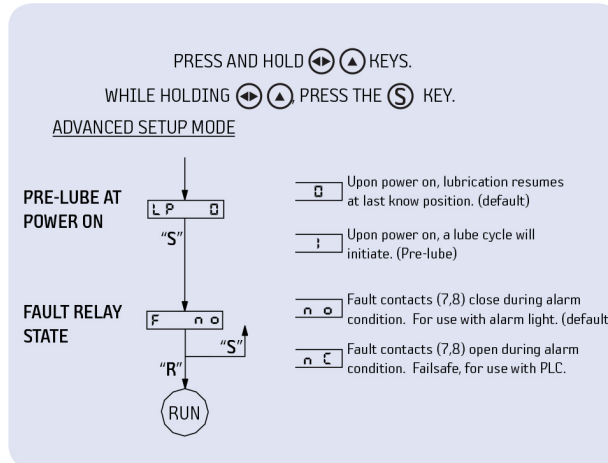 PRESS AND HOLD KEYS.
WHILE HOLDING , PRESS THE S KEY.
ADVANCED SETUP MODE
PRE-LUBE AT
POWER ON
LP 0
"S"
0 Upon power on, lubrication resumes
at last know position. (default)
1 Upon power on, a lube cycle will
initiate. (Pre-lube)
FAULT RELAY
STATE
F no
"S"
"R"
RUN
no Fault contacts (7,8) close during alarm
condition. For use with alarm light. (default
nC Fault contacts (7,8) open during alarm
condition. Failsafe, for use with PLC.